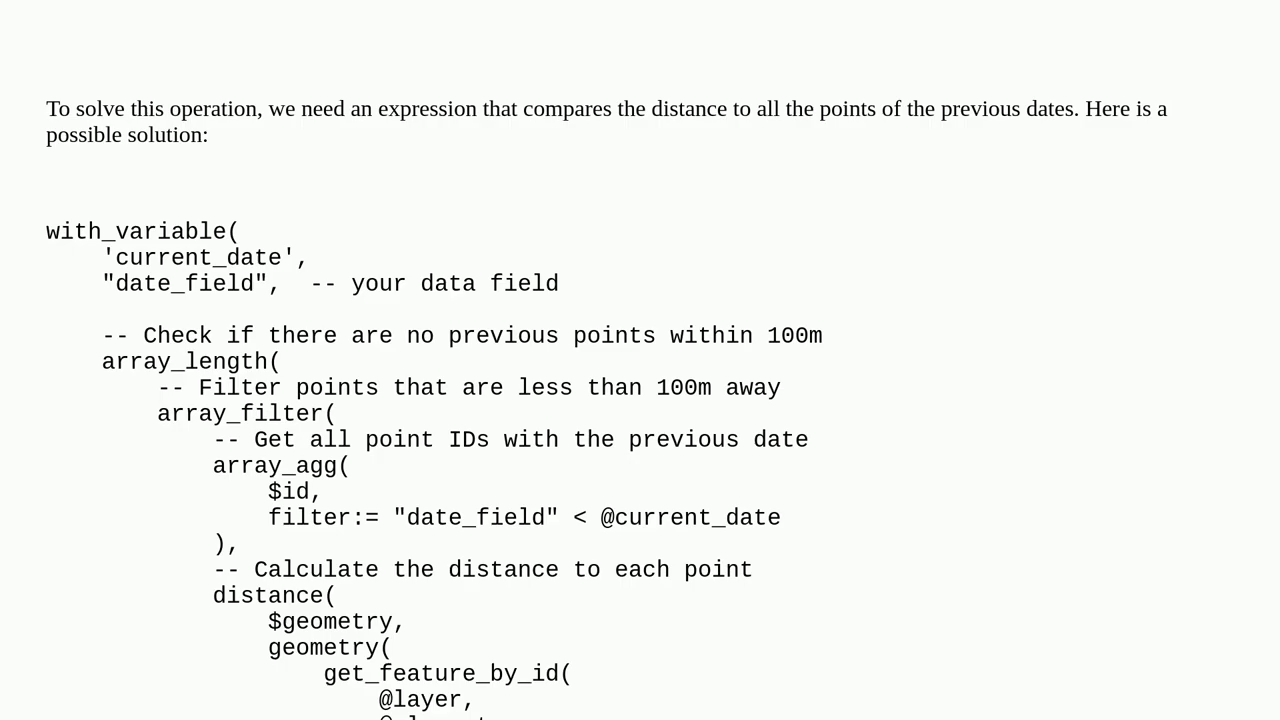 To solve this operation, we need an expression that compares the distance to all the points of the previous dates. Here is a
possible solution:
with_variable(
    'current_date',
    "date_field",  -- your data field
    -- Check if there are no previous points within 100m
    array_length(
        -- Filter points that are less than 100m away
        array_filter(
            -- Get all point IDs with the previous date
            array_agg(
                $id,
                filter:= "date_field" < @current_date
            ),
            -- Calculate the distance to each point
            distance(
                $geometry,
                geometry(
                    get_feature_by_id(
                        @layer,